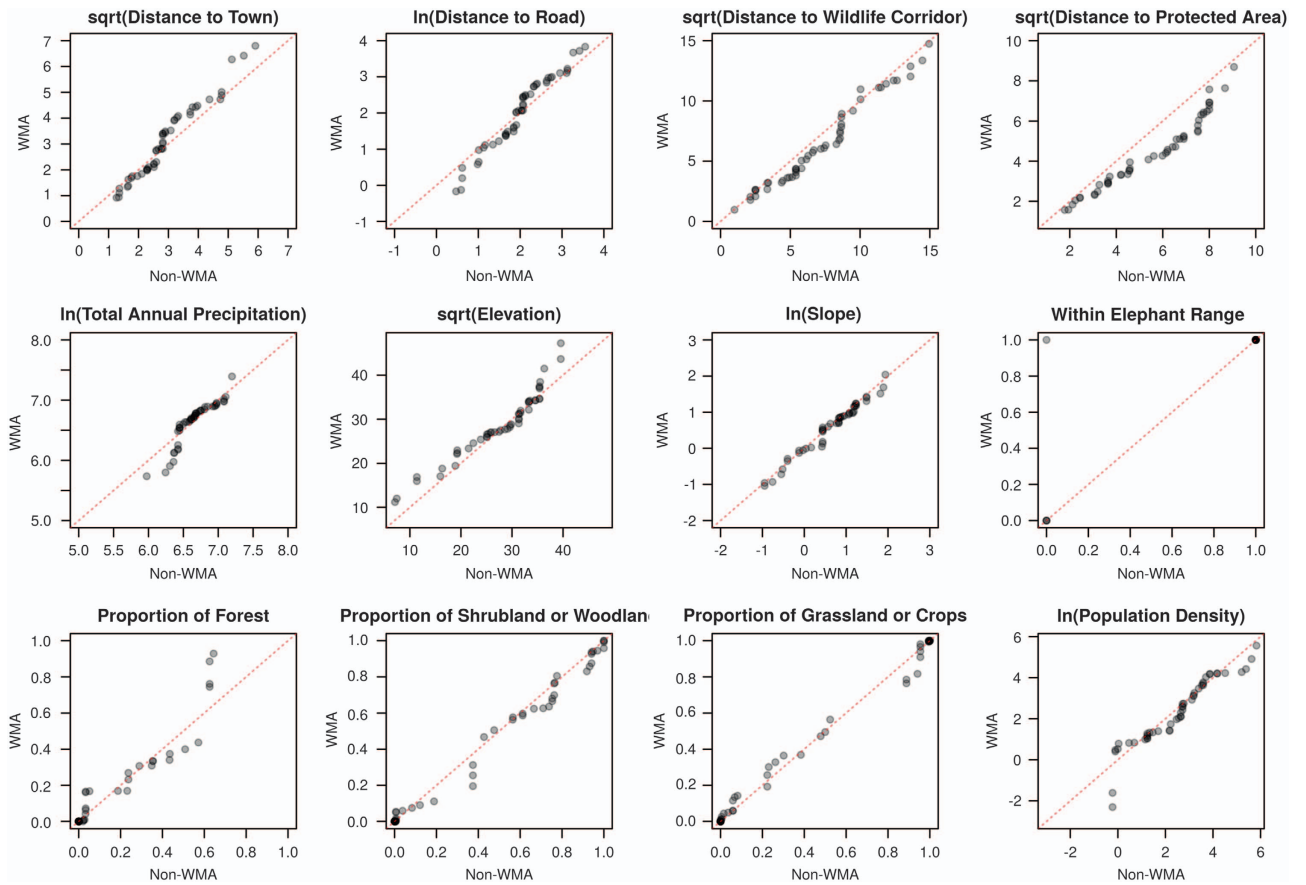 sqrt(Distance to Town)
7
6
5
4
3
2
1
0
WMA
0 1 2 3 4 5 6 7
Non-WMA
ln(Distance to Road)
4
3
2
1
0
-1
WMA
-1 0 1 2 3 4
Non-WMA
sqrt(Distance to Wildlife Corridor)
15
10
5
0
WMA
0 5 10 15
Non-WMA
sqrt(Distance to Protected Area)
10
8
6
4
2
WMA
2 4 6 8 10
Non-WMA
ln(Total Annual Precipitation)
8.0
7.0
6.0
5.0
WMA
5.0 5.5 6.0 6.5 7.0 7.5 8.0
Non-WMA
sqrt(Elevation)
40
30
20
10
WMA
10 20 30 40
Non-WMA
ln(Slope)
3
2
1
0
-1
-2
WMA
-2 -1 0 1 2 3
Non-WMA
Within Elephant Range
1.0
0.8
0.6
0.4
0.2
0.0
WMA
0.0 0.2 0.4 0.6 0.8 1.0
Non-WMA
Proportion of Forest
1.0
0.8
0.6
0.4
0.2
0.0
WMA
0.0 0.2 0.4 0.6 0.8 1.0
Non-WMA
Proportion of Shrubland or Woodlan
1.0
0.8
0.6
0.4
0.2
0.0
WMA
0.0 0.2 0.4 0.6 0.8 1.0
Non-WMA
Proportion of Grassland or Crops
1.0
0.8
0.6
0.4
0.2
0.0
WMA
0.0 0.2 0.4 0.6 0.8 1.0
Non-WMA
ln(Population Density)
6
4
2
0
-2
WMA
-2 0 2 4 6
Non-WMA